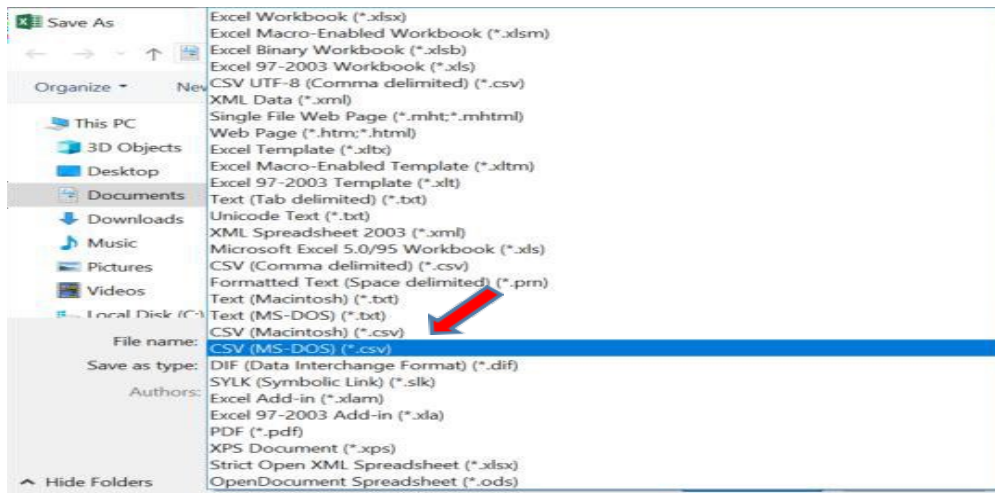 Save As
Organize
New
This PC
3D Objects
Desktop
Documents
Downloads
Music
Pictures
Videos
Local Disk (C:)
File name:
Save as type:
Authors:
Hide Folders
Excel Workbook (*.xlsx)
Excel Macro-Enabled Workbook (*.xlsm)
Excel Binary Workbook (*.xlsb)
Excel 97-2003 Workbook (*.xls)
CSV UTF-8 (Comma delimited) (*.csv)
XML Data (*.xml)
Single File Web Page (*.mht;*.mhtml)
Web Page (*.htm;*.html)
Excel Template (*.xltx)
Excel Macro-Enabled Template (*.xltm)
Excel 97-2003 Template (*.xlt)
Text (Tab delimited) (*.txt)
Unicode Text (*.txt)
XML Spreadsheet 2003 (*.xml)
Microsoft Excel 5.0/95 Workbook (*.xls)
CSV (Comma delimited) (*.csv)
Formatted Text (Space delimited) (*.prn)
Text (Macintosh) (*.txt)
Text (MS-DOS) (*.txt)
CSV (Macintosh) (*.csv)
CSV (MS-DOS) (*.csv)
DIF (Data Interchange Format) (*.dif)
SYLK (Symbolic Link) (*.slk)
Excel Add-in (*.xlam)
Excel 97-2003 Add-in (*.xla)
PDF (*.pdf)
XPS Document (*.xps)
Strict Open XML Spreadsheet (*.xlsx)
OpenDocument Spreadsheet (*.ods)